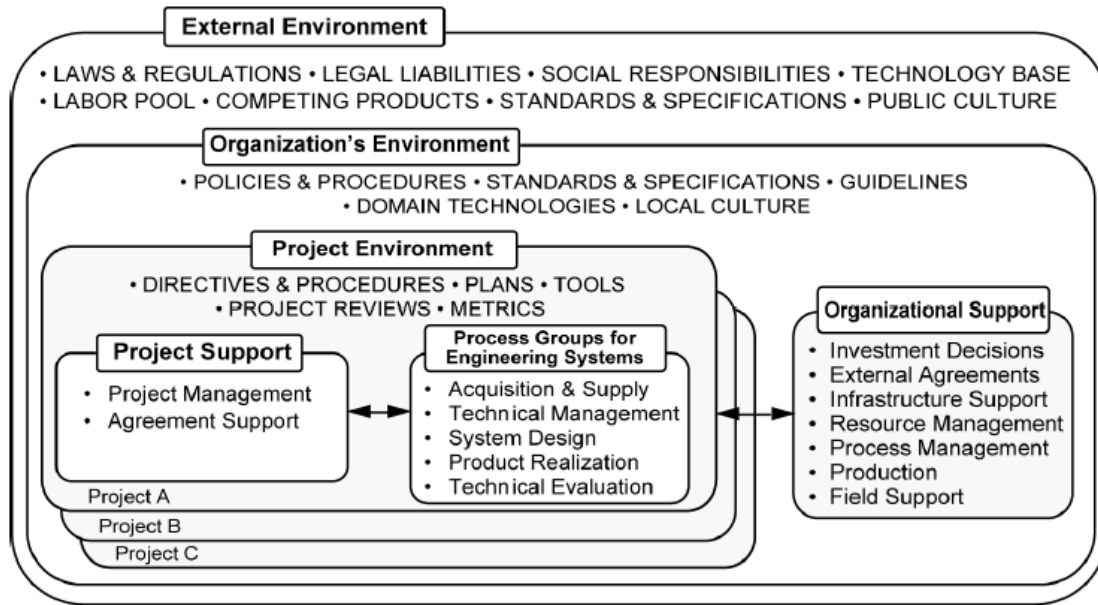 External Environment
• LAWS & REGULATIONS • LEGAL LIABILITIES • SOCIAL RESPONSIBILITIES • TECHNOLOGY BASE
• LABOR POOL • COMPETING PRODUCTS • STANDARDS & SPECIFICATIONS • PUBLIC CULTURE
Organization's Environment
• POLICIES & PROCEDURES • STANDARDS & SPECIFICATIONS • GUIDELINES
• DOMAIN TECHNOLOGIES • LOCAL CULTURE
Project Environment
• DIRECTIVES & PROCEDURES • PLANS • TOOLS
• PROJECT REVIEWS • METRICS
Project Support
• Project Management
• Agreement Support
Process Groups for
Engineering Systems
• Acquisition & Supply
• Technical Management
• System Design
• Product Realization
• Technical Evaluation
Project A
Project B
Project C
Organizational Support
• Investment Decisions
• External Agreements
• Infrastructure Support
• Resource Management
• Process Management
• Production
• Field Support